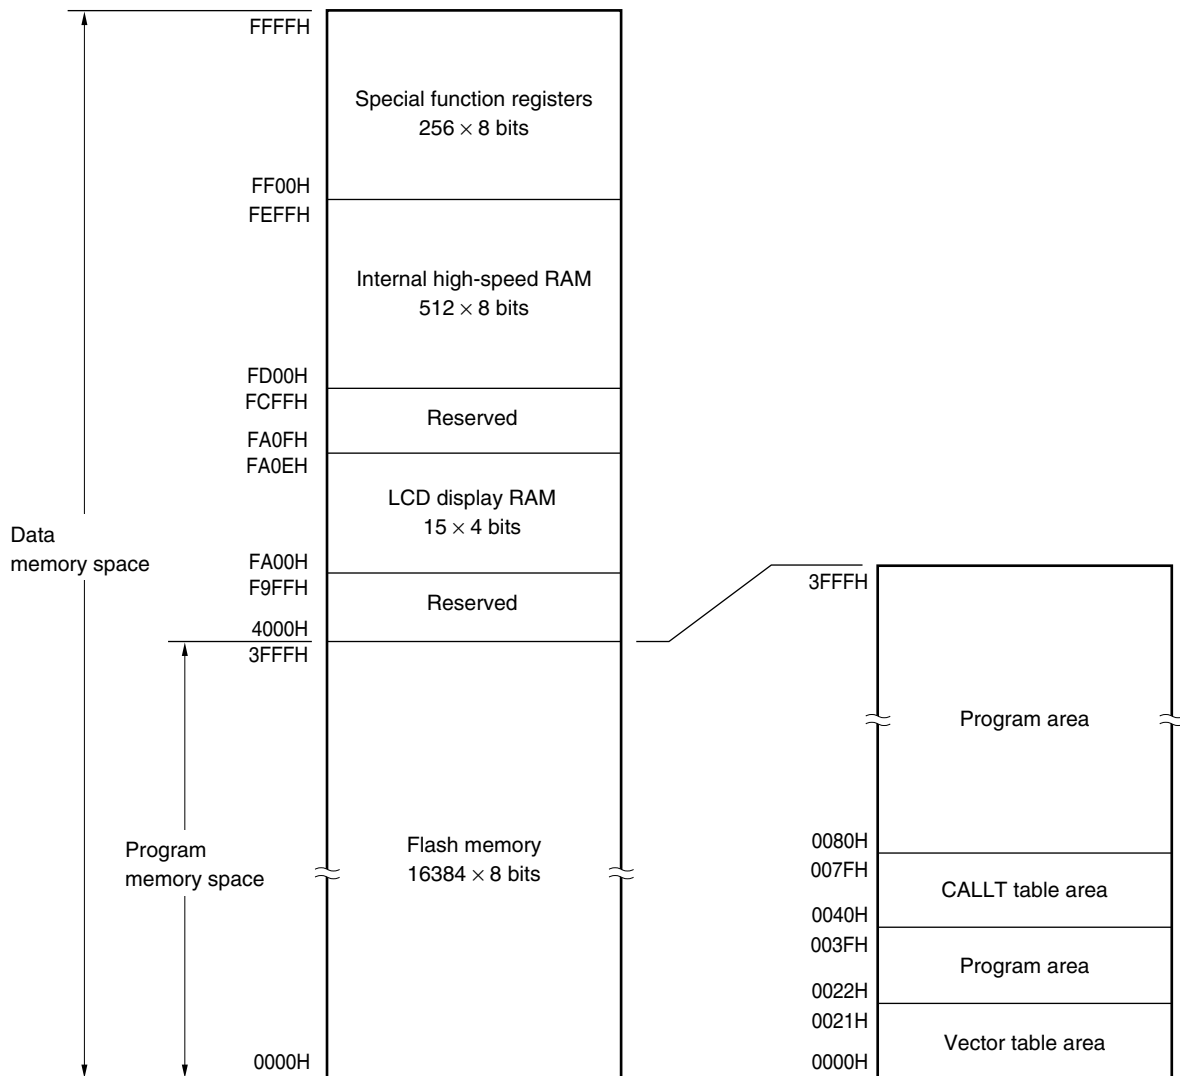 FFFFH
Special function registers
256 × 8 bits
FF00H
FEFFH
Internal high-speed RAM
512 × 8 bits
FD00H
FCFFH
Reserved
FA0FH
FA0EH
LCD display RAM
15 × 4 bits
Data
memory space
FA00H
F9FFH
Reserved
4000H
3FFFH
Program
memory space
Flash memory
16384 × 8 bits
0000H
3FFFH
Program area
0080H
007FH
CALLT table area
0040H
003FH
Program area
0022H
0021H
Vector table area
0000H